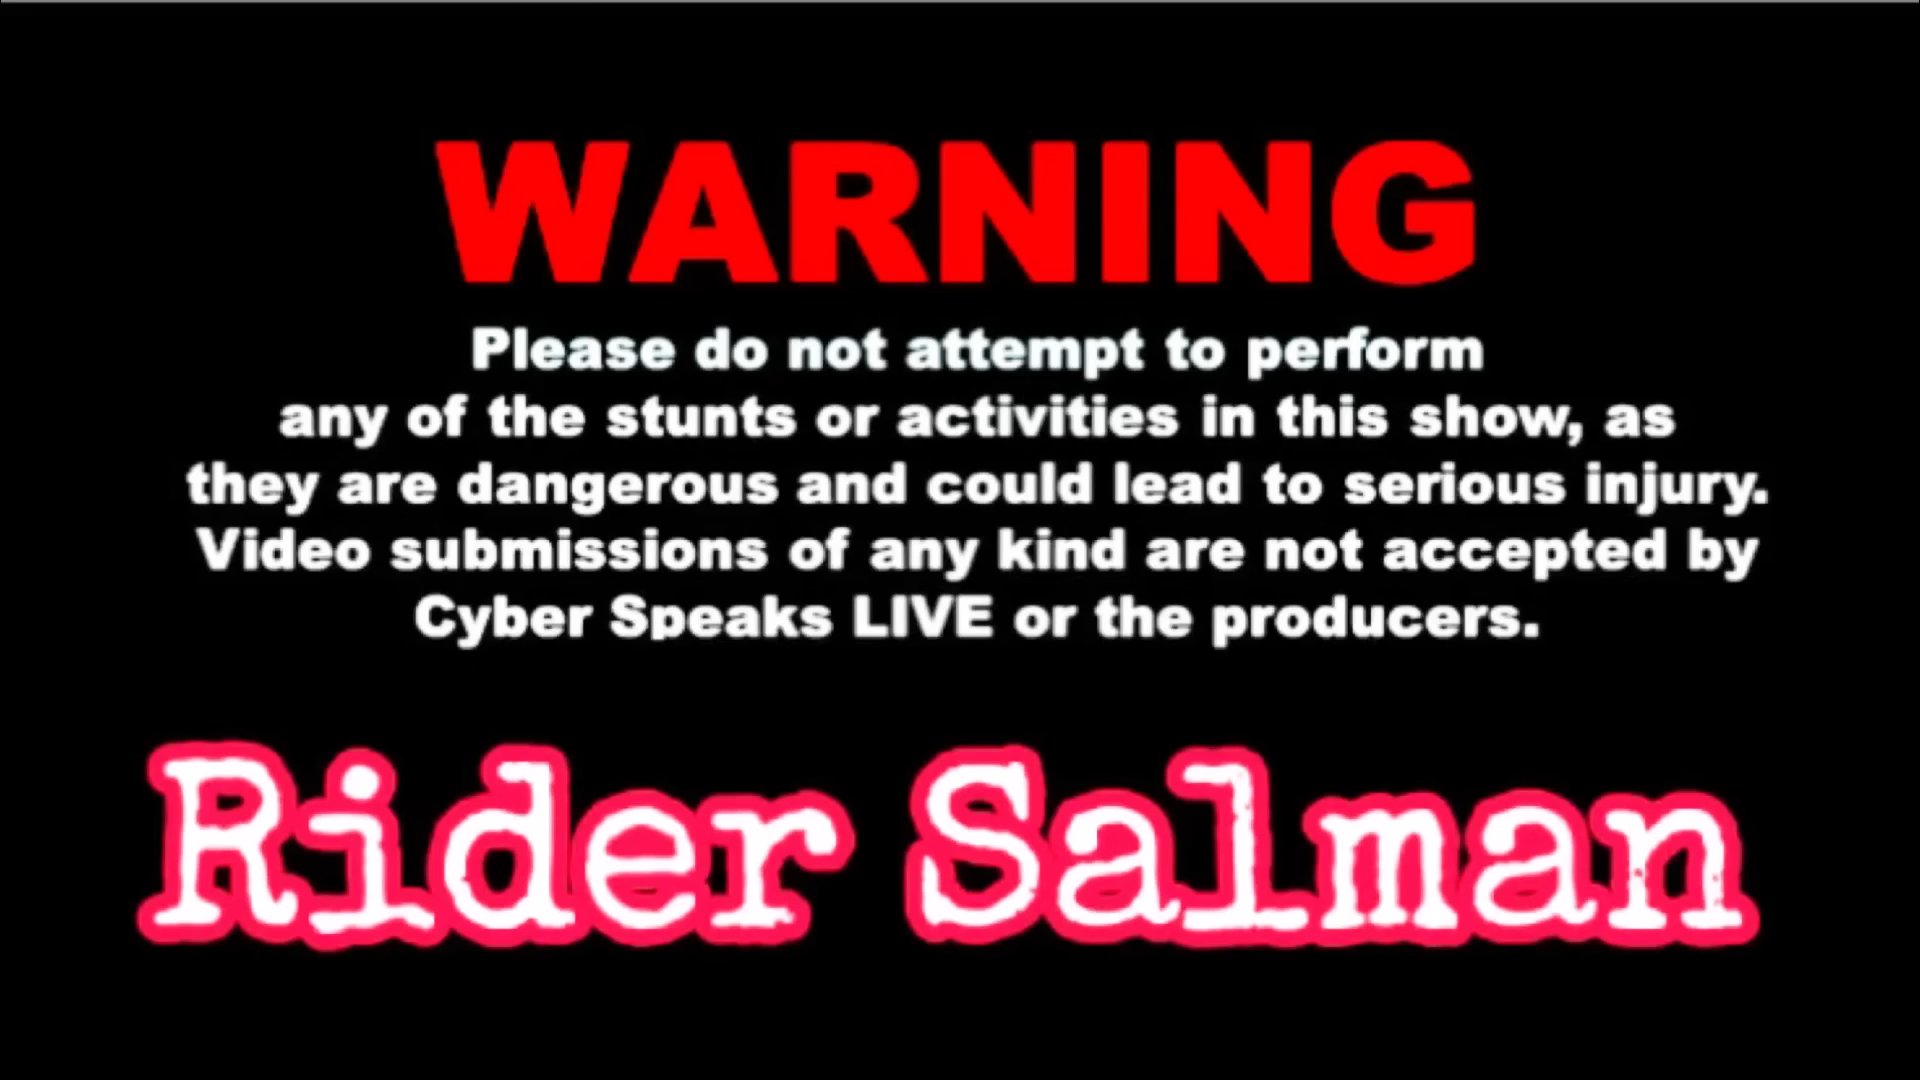 WARNING
Please do not attempt to perform
any of the stunts or activities in this show, as
they are dangerous and could lead to serious injury.
Video submissions of any kind are not accepted by
Cyber Speaks LIVE or the producers.
Rider Salman